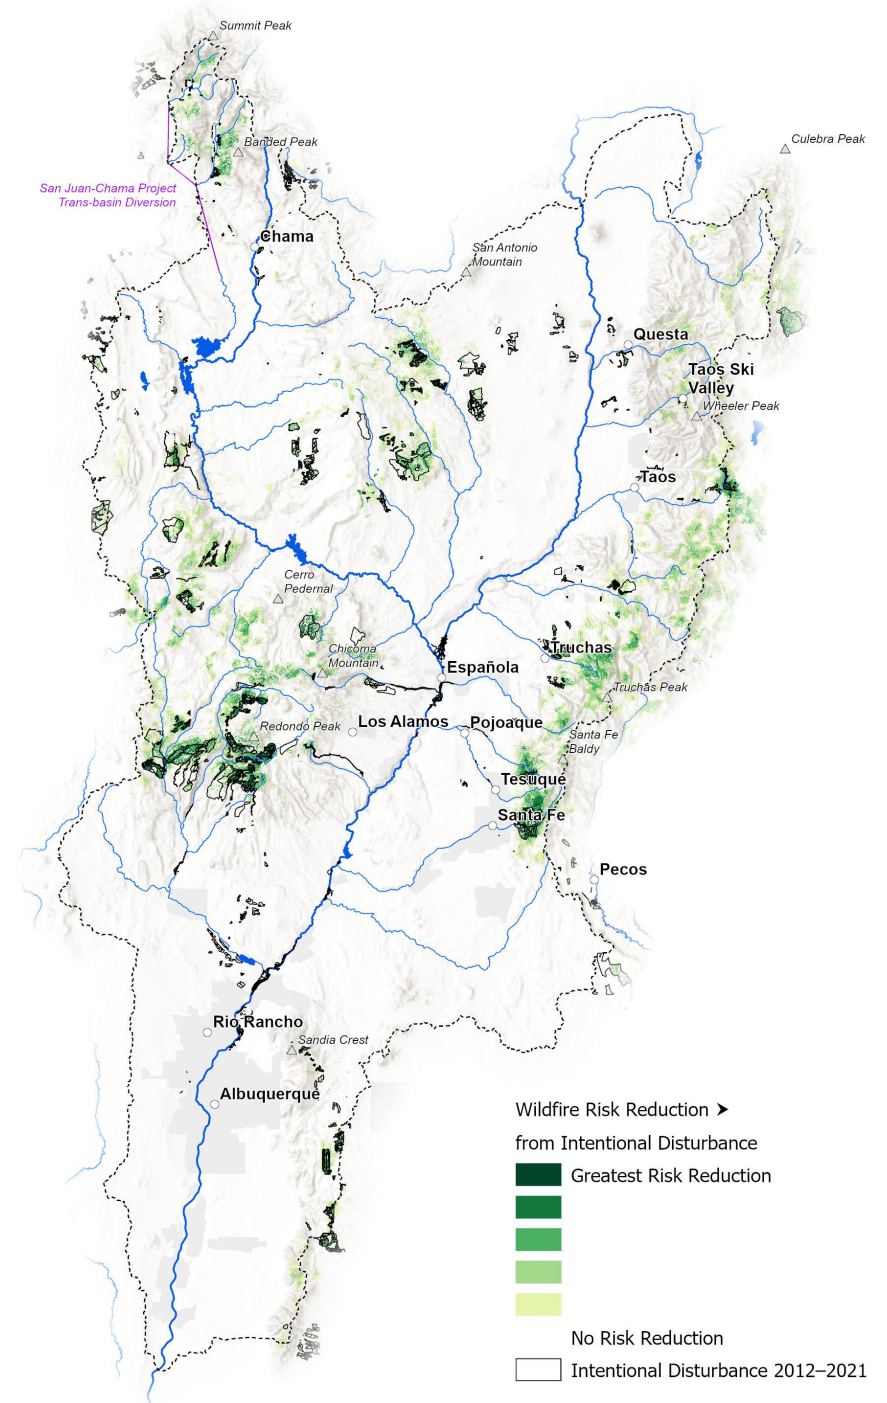 Summit Peak
Culebra Peak
Banded Peak
San Juan-Chama Project
Trans-basin Diversion
Chama
San Antonio
Mountain
Questa
Taos Ski
Valley
Wheeler Peak
Taos
Cerro
Pedernal
Chicoma
Mountain
Truchas
Española
Truchas Peak
Redondo Peak
Los Alamos
Pojoaque
Santa Fe
Baldy
Tesuque
Santa Fe
Pecos
Rio Rancho
Sandia Crest
Albuquerque
Wildfire Risk Reduction ➤
from Intentional Disturbance
Greatest Risk Reduction
No Risk Reduction
Intentional Disturbance 2012–2021